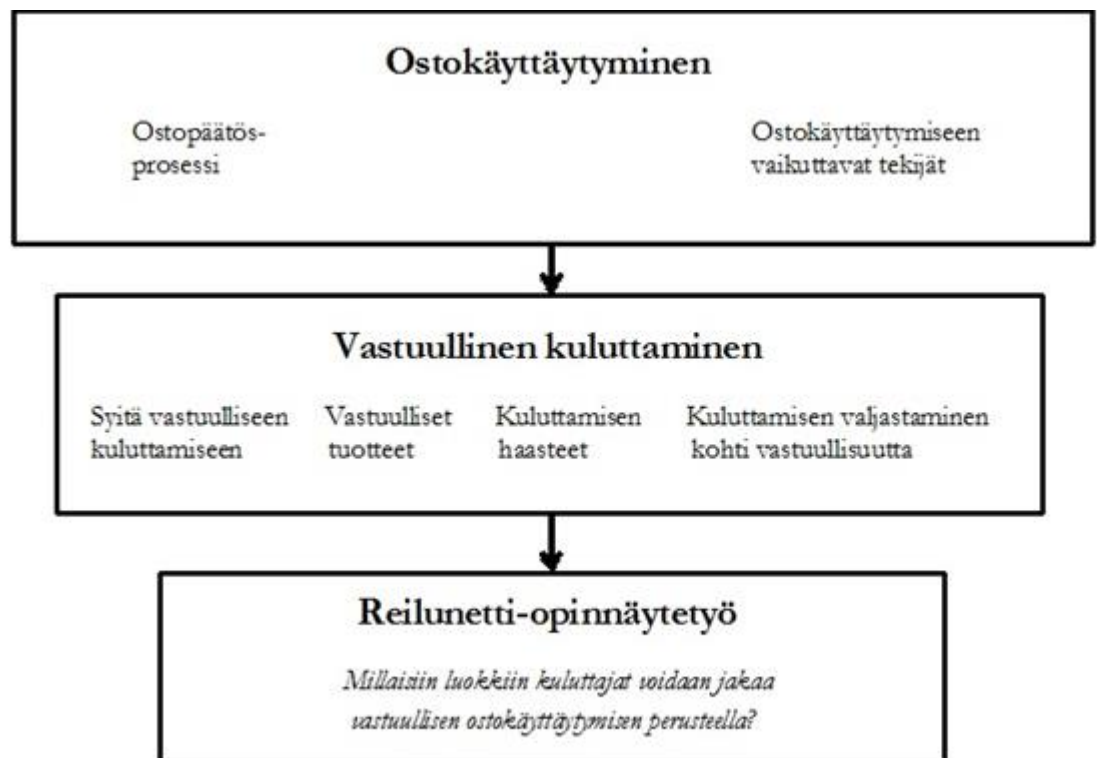 Ostokäyttäytyminen
Ostopäätös-
prosessi
Ostokäyttäytymiseen
vaikuttavat tekijät
Vastuullinen kuluttaminen
Syitä vastuulliseen
kuluttamiseen
Vastuulliset
tuotteet
Kuluttamisen
haasteet
Kuluttamisen valjastaminen
kohti vastuullisuutta
Reilunetti-opinnäytetyö
Millaisiin luokkiin kuluttajat voidaan jakaa
vastuullisen ostokäyttäytymisen perusteella?